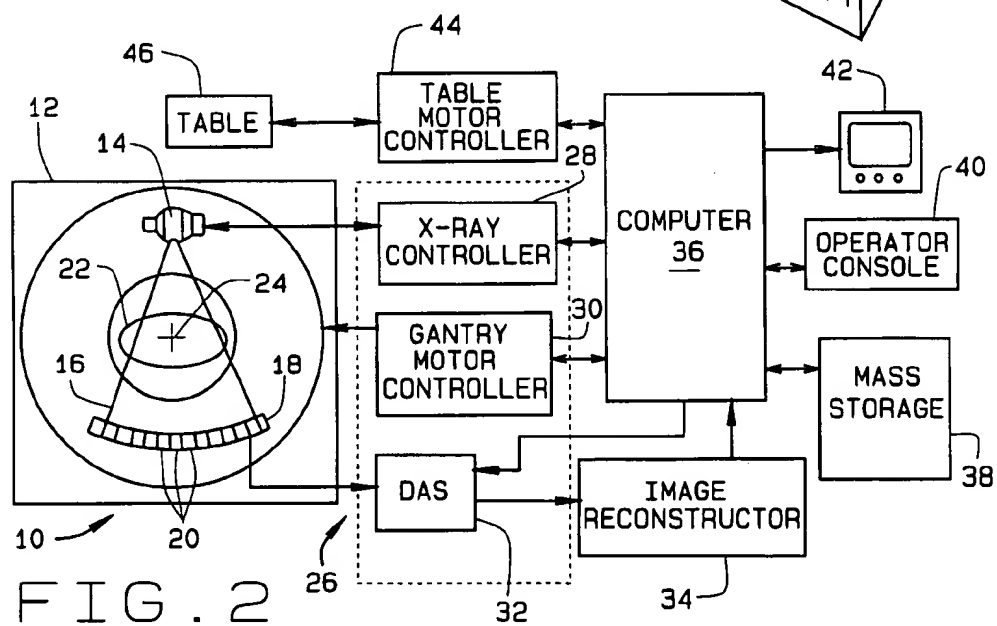 44
46
42
12
TABLE
TABLE
MOTOR
CONTROLLER
14
28
40
X-RAY
CONTROLLER
COMPUTER
36
OPERATOR
CONSOLE
22
24
30
GANTRY
MOTOR
CONTROLLER
16
18
MASS
STORAGE
DAS
IMAGE
RECONSTRUCTOR
38
10
20
26
32
34
FIG. 2